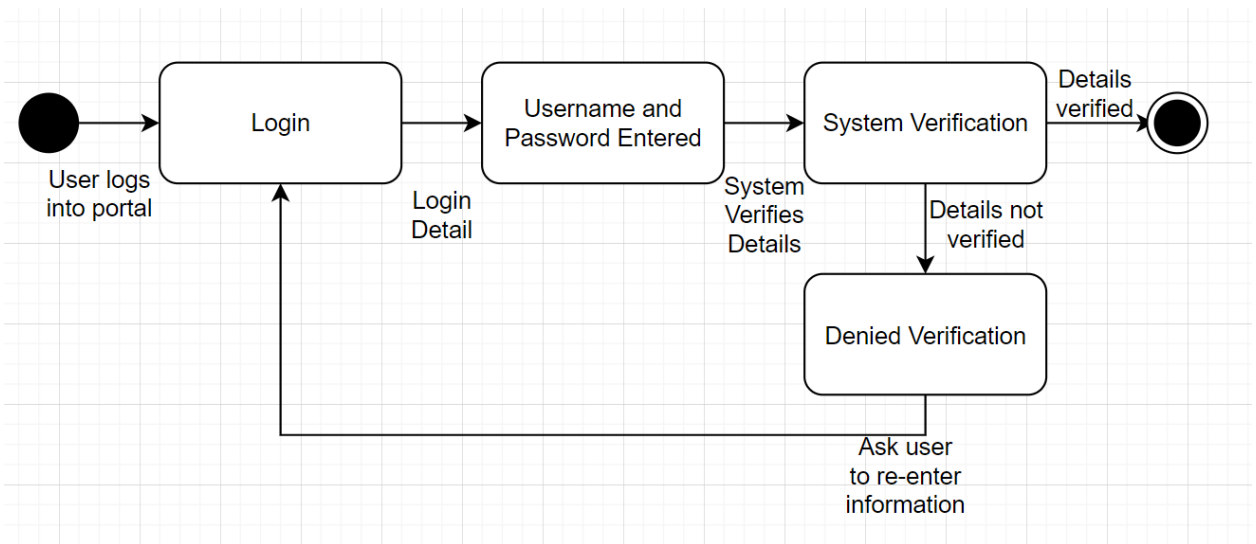 User logs
into portal
Login
Login
Detail
Username and
Password Entered
System
Verifies
Details
System Verification
Details
verified
Details not
verified
Denied Verification
Ask user
to re-enter
information